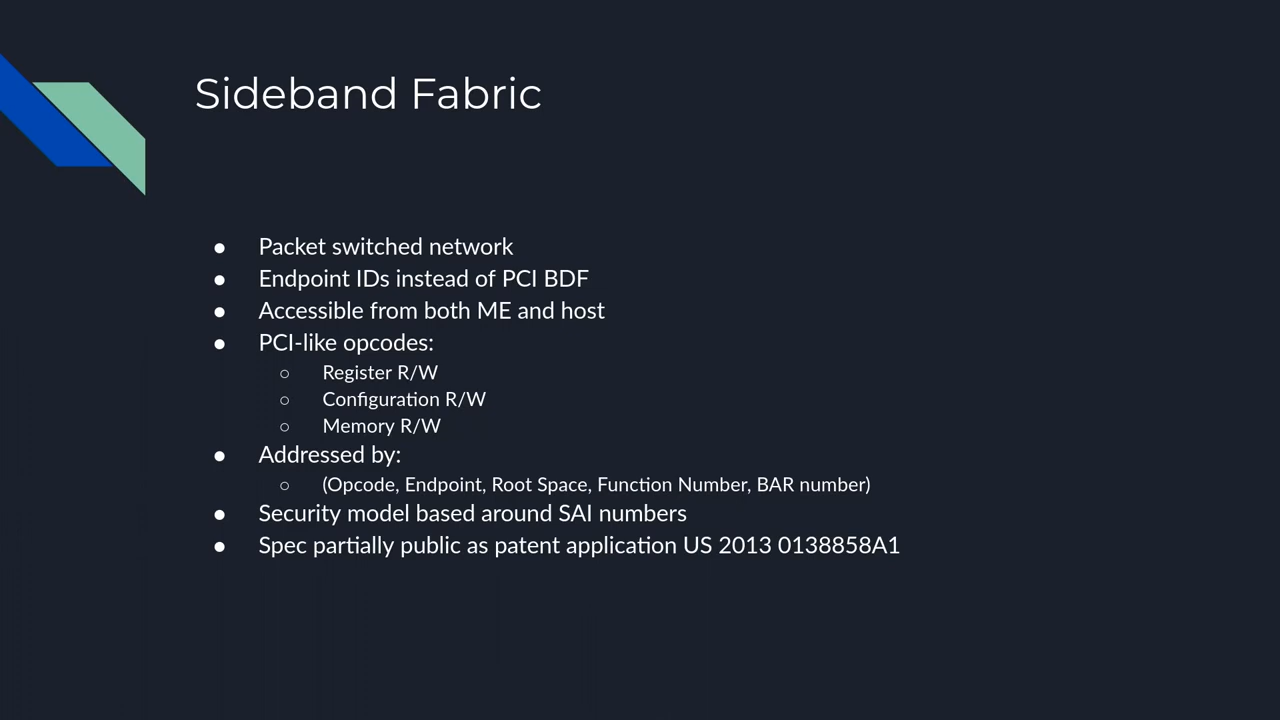 Sideband Fabric
● Packet switched network
● Endpoint IDs instead of PCI BDF
● Accessible from both ME and host
● PCI-like opcodes:
○ Register R/W
○ Configuration R/W
○ Memory R/W
● Addressed by:
○ (Opcode, Endpoint, Root Space, Function Number, BAR number)
● Security model based around SAI numbers
● Spec partially public as patent application US 2013 0138858A1